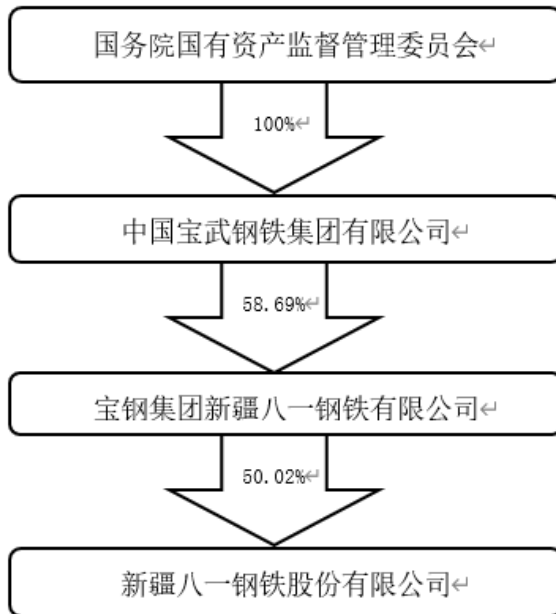 国务院国有资产监督管理委员会↵
100%↵
中国宝武钢铁集团有限公司↵
58.69%↵
宝钢集团新疆八一钢铁有限公司↵
50.02%↵
新疆八一钢铁股份有限公司↵